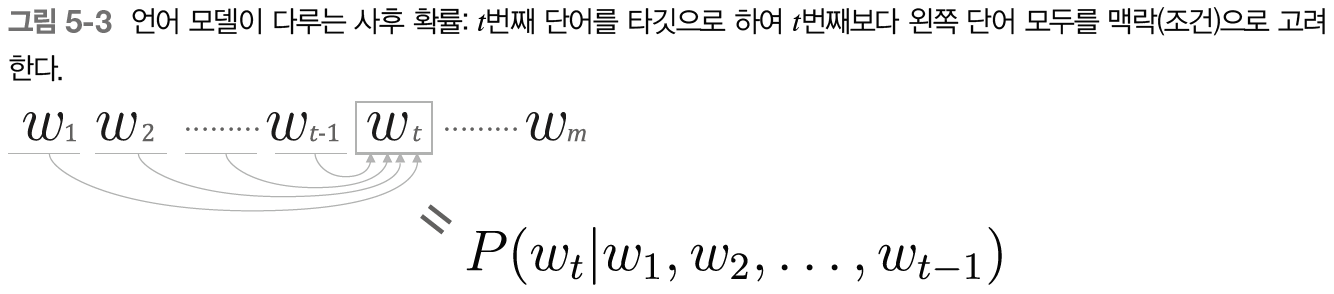 그림 5-3 언어 모델이 다루는 사후 확률: t번째 단어를 타깃으로 하여 t번째보다 왼쪽 단어 모두를 맥락(조건)으로 고려
한다.
w1 w2 ········· wt-1 wt ········· wm
=
P(wt|w1, w2, . . . , wt−1)